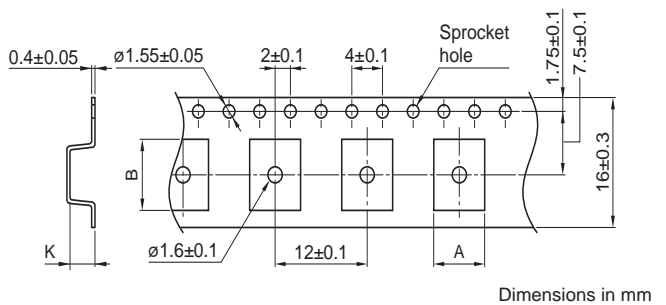 0.4±0.05
ø1.55±0.05
2±0.1
4±0.1
Sprocket
hole
1.75±0.1
7.5±0.1
B
16±0.3
K
ø1.6±0.1
12±0.1
A
Dimensions in mm